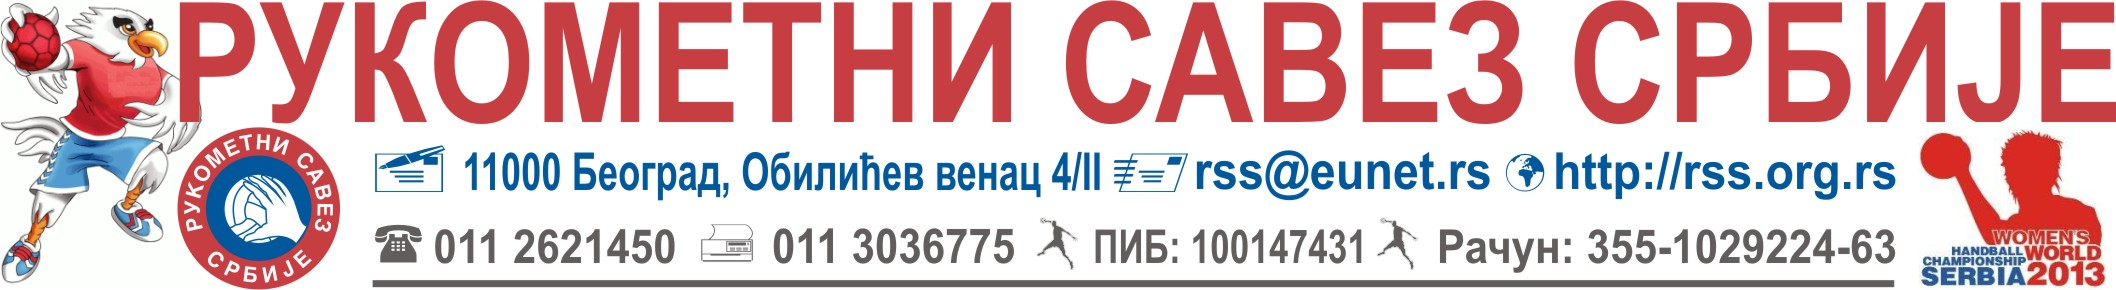 РУКОМЕТНИ САВЕЗ СРБИЈЕ
РУКОМЕТНИ САВЕЗ
СРБИЈЕ
11000 Београд, Обилићев венац 4/II rss@eunet.rs http://rss.org.rs
011 2621450 011 3036775 ПИБ: 100147431 Рачун: 355-1029224-63
WOMEN'S
HANDBALL WORLD
CHAMPIONSHIP
SERBIA 2013